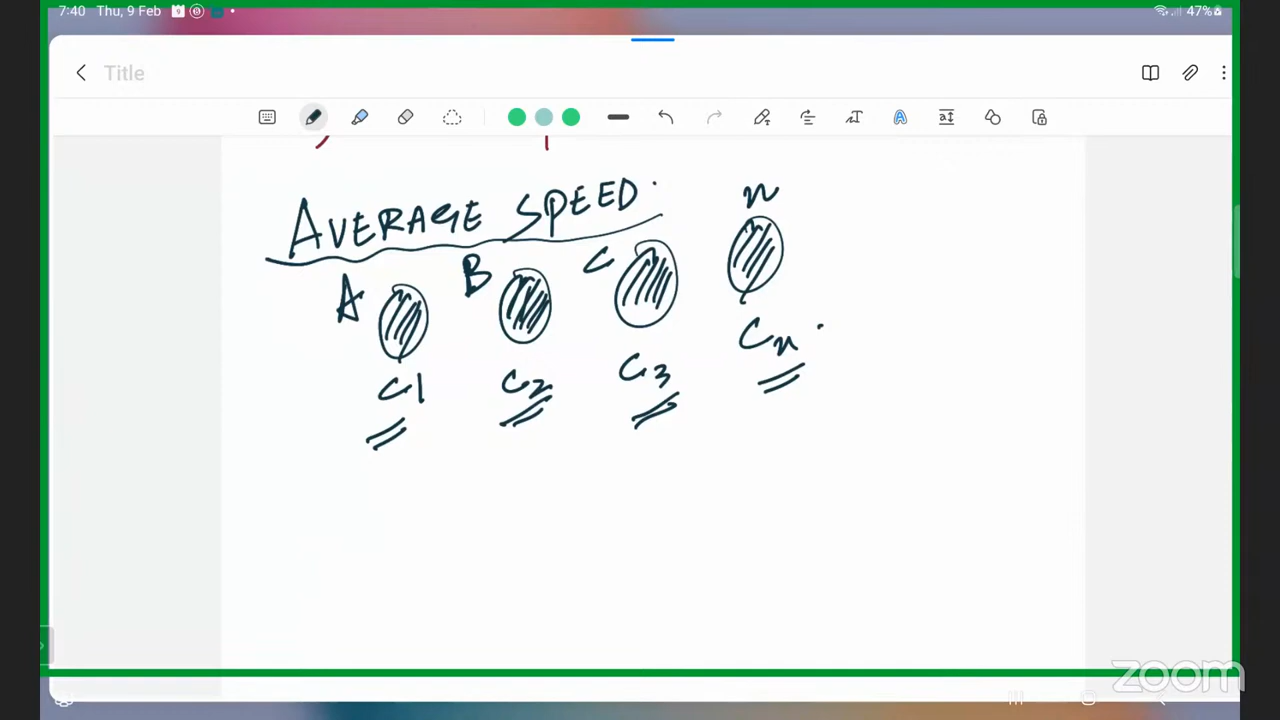 7:40 Thu, 9 Feb
47%
Title
AVERAGE SPEED.
A B C n
C1 C2 C3 Cn
zoom